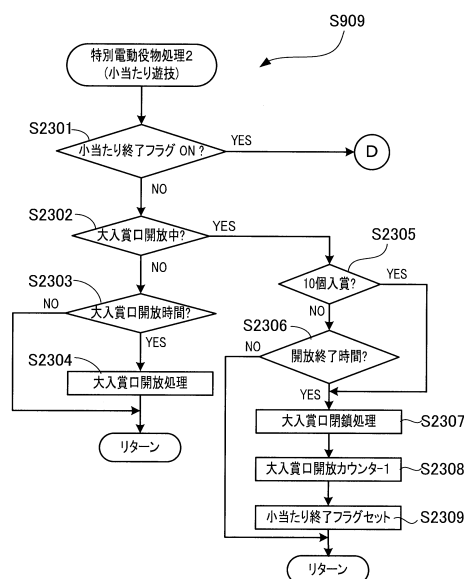 S909
特別電動役物処理2
(小当たり遊技)
S2301
小当たり終了フラグ ON ?
YES
D
NO
S2302
大入賞口開放中?
YES
NO
S2303
大入賞口開放時間?
NO
YES
S2304
大入賞口開放処理
リターン
S2305
10個入賞?
YES
NO
S2306
開放終了時間?
NO
YES
大入賞口閉鎖処理
S2307
大入賞口開放カウンター1
S2308
小当たり終了フラグセット
S2309
リターン